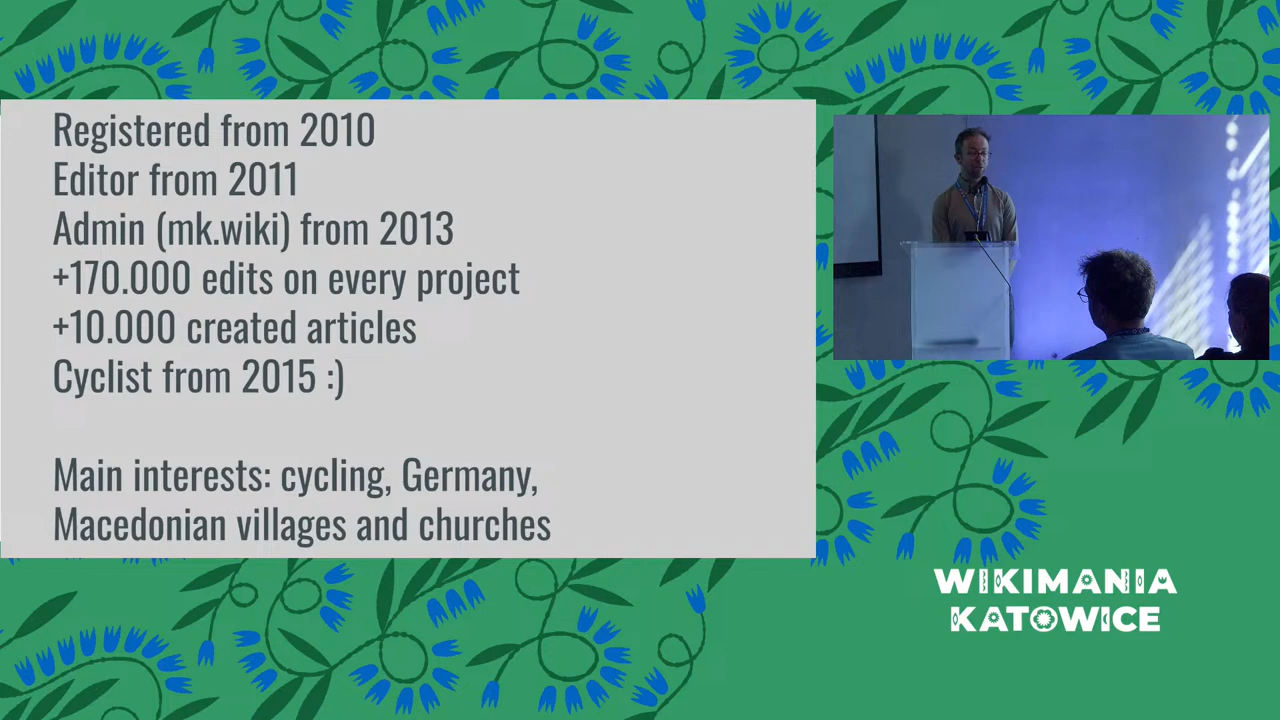 Registered from 2010
Editor from 2011
Admin (mk.wiki) from 2013
+170.000 edits on every project
+10.000 created articles
Cyclist from 2015 :)
Main interests: cycling, Germany,
Macedonian villages and churches
WIKIMANIA
KATOWICE